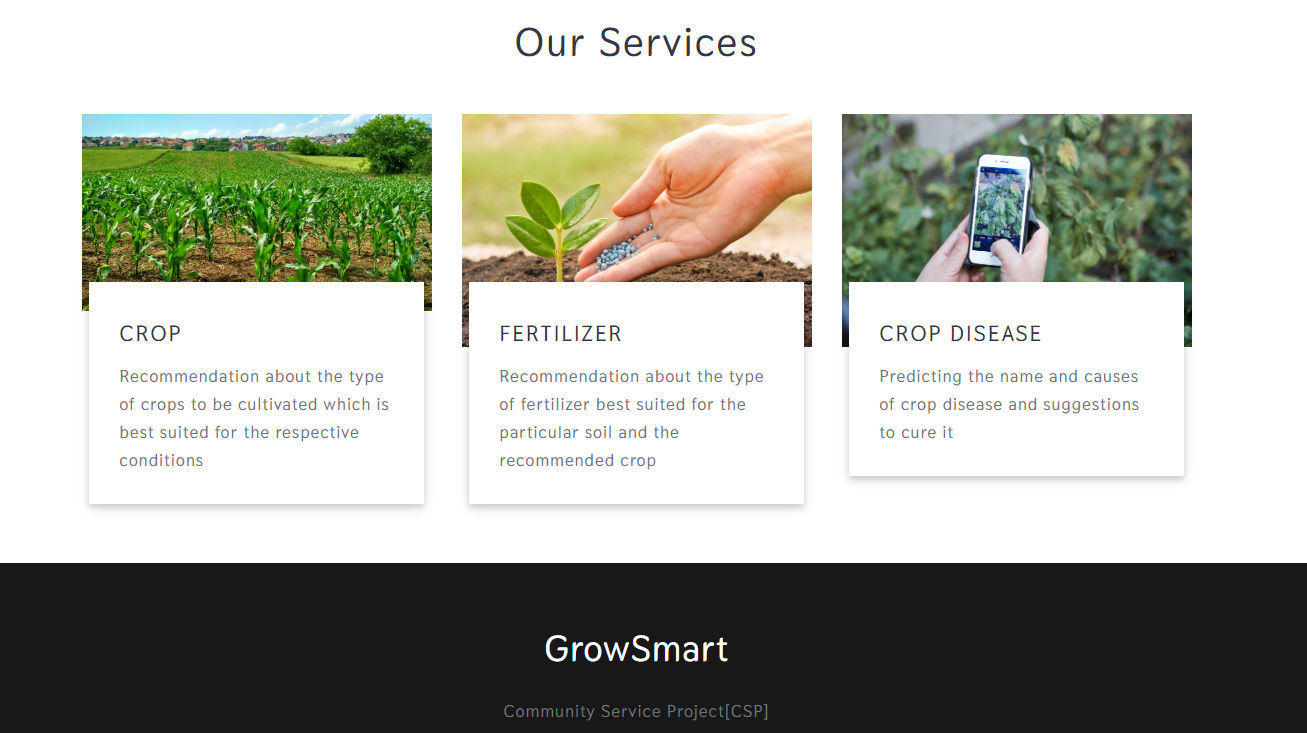 Our Services
CROP
Recommendation about the type
of crops to be cultivated which is
best suited for the respective
conditions
FERTILIZER
Recommendation about the type
of fertilizer best suited for the
particular soil and the
recommended crop
CROP DISEASE
Predicting the name and causes
of crop disease and suggestions
to cure it
GrowSmart
Community Service Project[CSP]